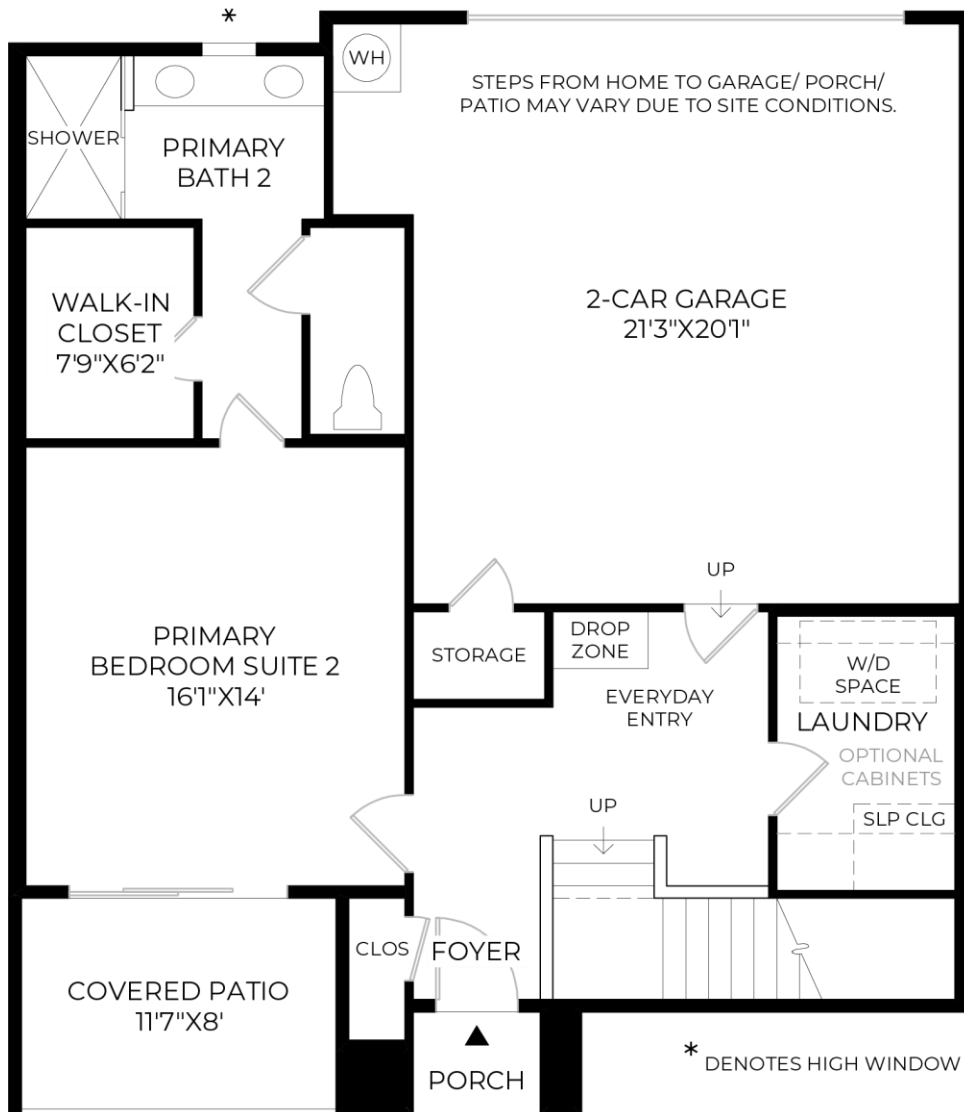 *
WH
STEPS FROM HOME TO GARAGE/ PORCH/
PATIO MAY VARY DUE TO SITE CONDITIONS.
SHOWER
PRIMARY
BATH 2
WALK-IN
CLOSET
7'9"X6'2"
2-CAR GARAGE
21'3"X20'1"
UP
PRIMARY
BEDROOM SUITE 2
16'1"X14'
STORAGE
DROP
ZONE
EVERYDAY
ENTRY
W/D
SPACE
LAUNDRY
OPTIONAL
CABINETS
SLP CLG
UP
CLOS
FOYER
COVERED PATIO
11'7"X8'
PORCH
* DENOTES HIGH WINDOW